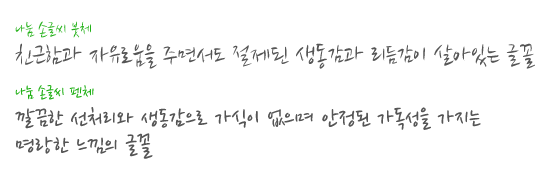 나눔 손글씨 붓체
친근함과 자유로움을 주면서도 절제된 생동감과 리듬감이 살아있는 글꼴
나눔 손글씨 펜체
깔끔한 선처리와 생동감으로 가식이 없으며 안정된 가독성을 가지는
명랑한 느낌의 글꼴